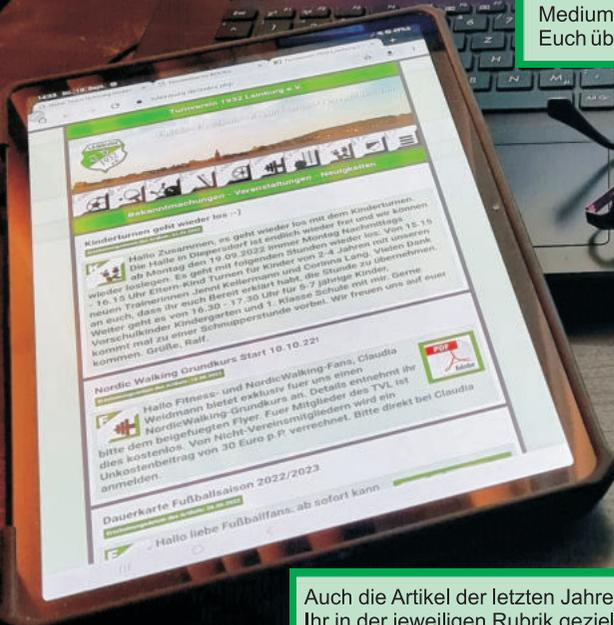 Medium
Euch üb
Turnverein 1932 Leinburg e.V.
Bekanntmachungen - Veranstaltungen - Neuigkeiten
Kinderturnen geht wieder los :-)
Hallo Zusammen, es geht wieder los mit dem Kinderturnen.
Die Halle in Diepersdorf ist endlich wieder frei und wir können
ab Montag den 19.09.2022 immer Montag Nachmittags
wieder loslegen. Es geht mit folgenden Stunden wieder los: Von 15.15
- 16.15 Uhr Eltern-Kind Turnen für Kinder von 2-4 Jahren mit unseren
neuen Trainerinnen Jenni Kellermann und Corinna Lang. Vielen Dank
an euch, dass ihr euch Bereit erklärt habt, die Stunde zu übernehmen.
Weiter geht es von 16.30 - 17.30 Uhr für 5-7 jährige Kinder,
Vorschulkinder Kindergarten und 1. Klasse Schule mit mir. Gerne
kommt mal zu einer Schnupperstunde vorbei. Wir freuen uns auf euer
kommen. Grüße, Ralf.
Nordic Walking Grundkurs Start 10.10.22!
Hallo Fitness- und NordicWalking-Fans, Claudia
Weidmann bietet exklusiv fuer uns einen
NordicWalking-Grundkurs an. Details entnehmt ihr
bitte dem beigefuegten Flyer. Fuer Mitglieder des TVL ist
dies kostenlos. Von Nicht-Vereinsmitgliedern wird ein
Unkostenbeitrag von 30 Euro p.P. verrechnet. Bitte direkt bei Claudia
anmelden.
PDF
Adobe
Dauerkarte Fußballsaison 2022/2023
Hallo liebe Fußballfans, ab sofort kann
Auch die Artikel der letzten Jahre
Ihr in der jeweiligen Rubrik geziel